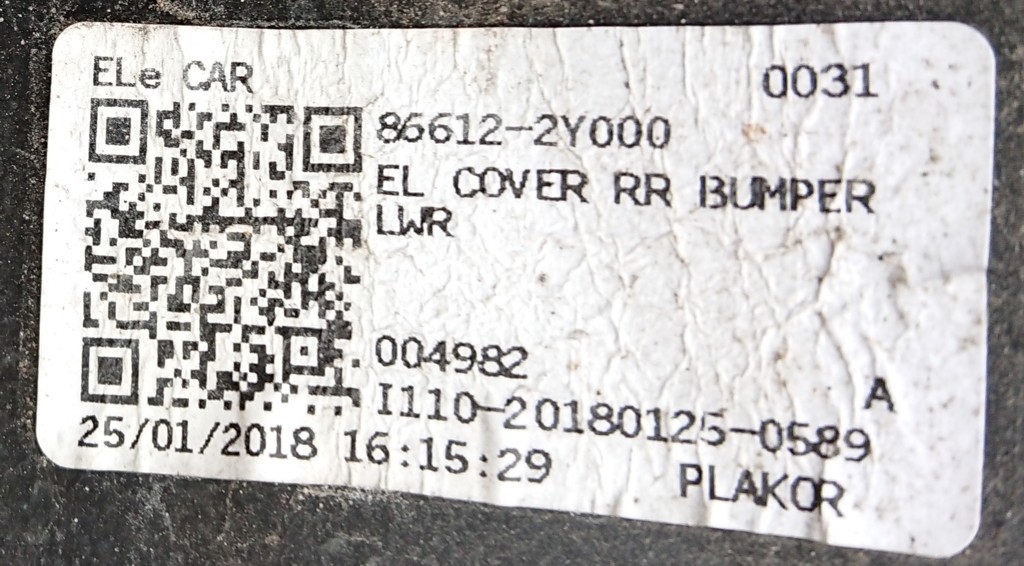 ELe CAR 0031
86612-2Y000
EL COVER RR BUMPER
LWR
004982
A
I110-20180125-0589
25/01/2018 16:15:29
PLAKOR